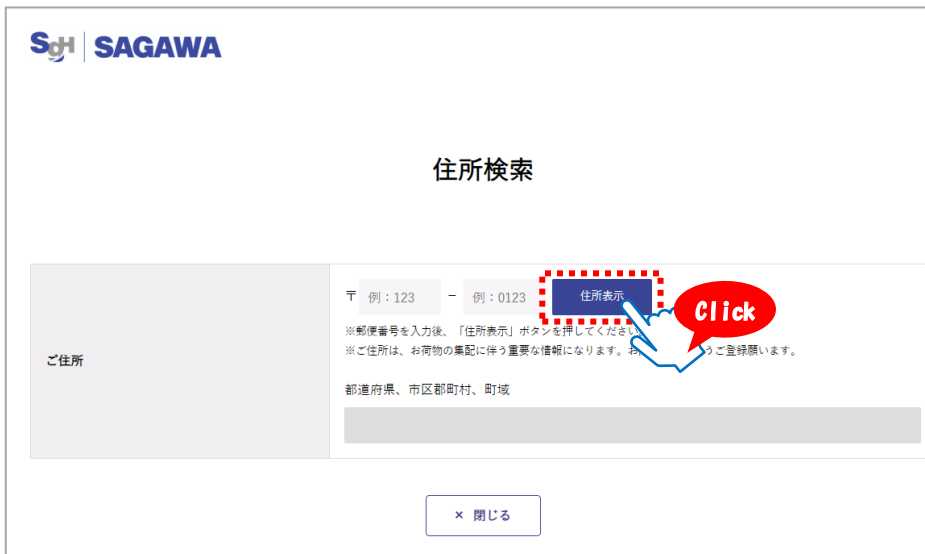 SGH SAGAWA
住所検索
〒 例：123 － 例：0123 住所表示
Click
※郵便番号を入力後、「住所表示」ボタンを押してくださ
※ご住所は、お荷物の集配に伴う重要な情報になります。 うご登録願います。
ご住所
都道府県、市区郡町村、町域
× 閉じる